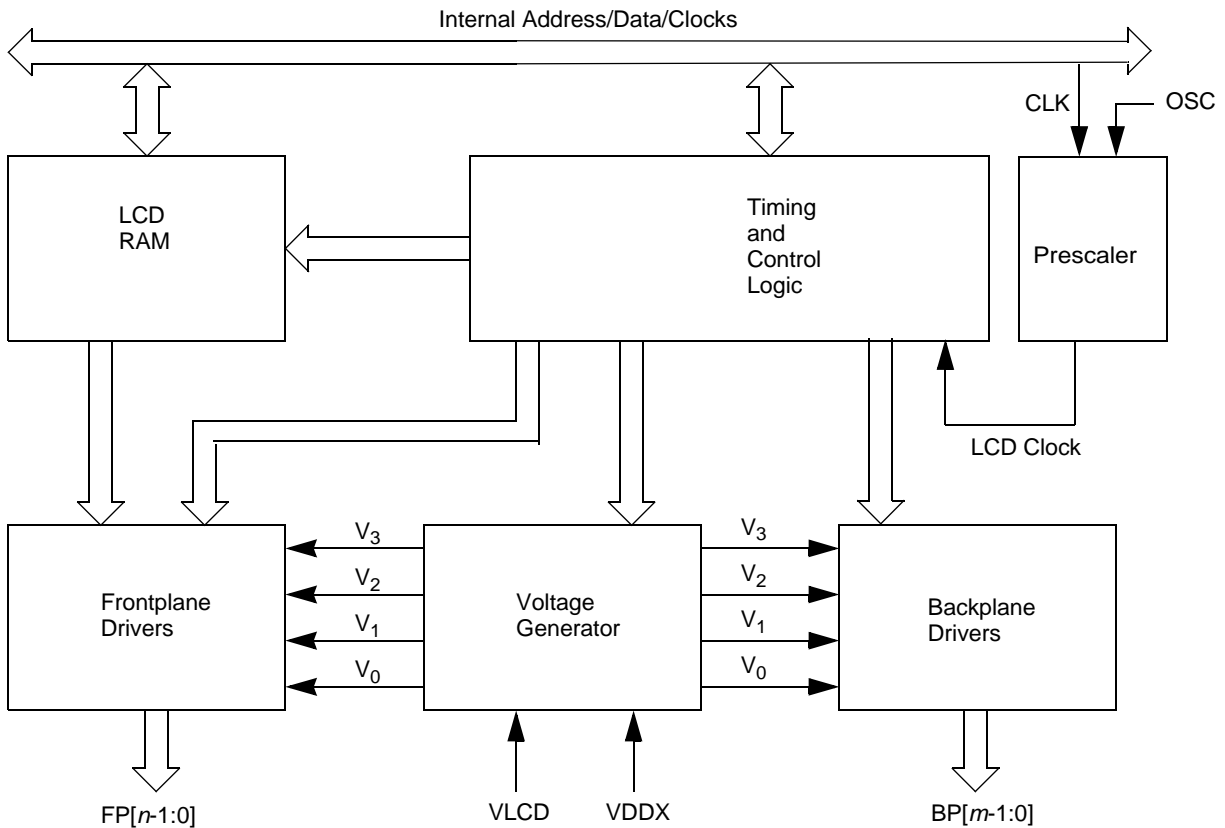 Internal Address/Data/Clocks
CLK
OSC
LCD
RAM
Timing
and
Control
Logic
Prescaler
LCD Clock
V3
V3
V2
V2
V1
V1
V0
V0
Frontplane
Drivers
Voltage
Generator
Backplane
Drivers
FP[n-1:0]
VLCD
VDDX
BP[m-1:0]